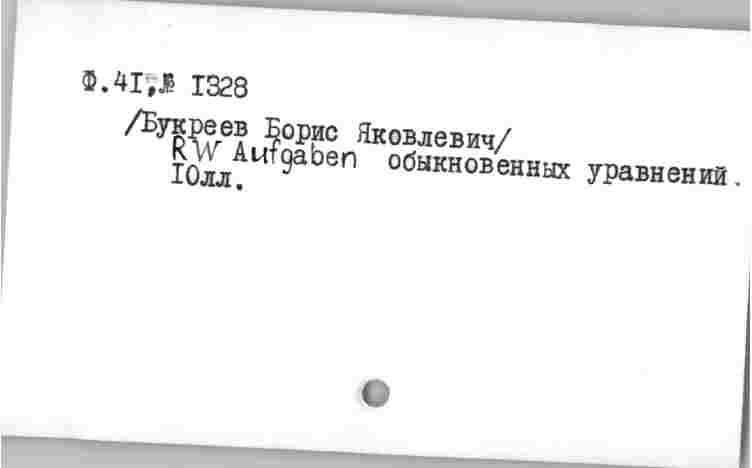 Ф.41,№ 1328
/Букреев Борис Яковлевич/
RW Aufgaben обыкновенных уравнений.
10лл.